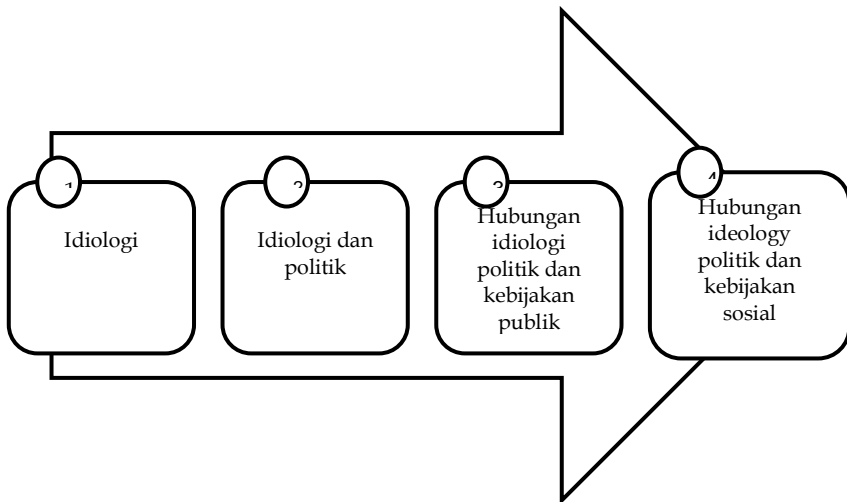 Idiologi
Idiologi dan
politik
Hubungan
idiologi
politik dan
kebijakan
publik
Hubungan
ideology
politik dan
kebijakan
sosial